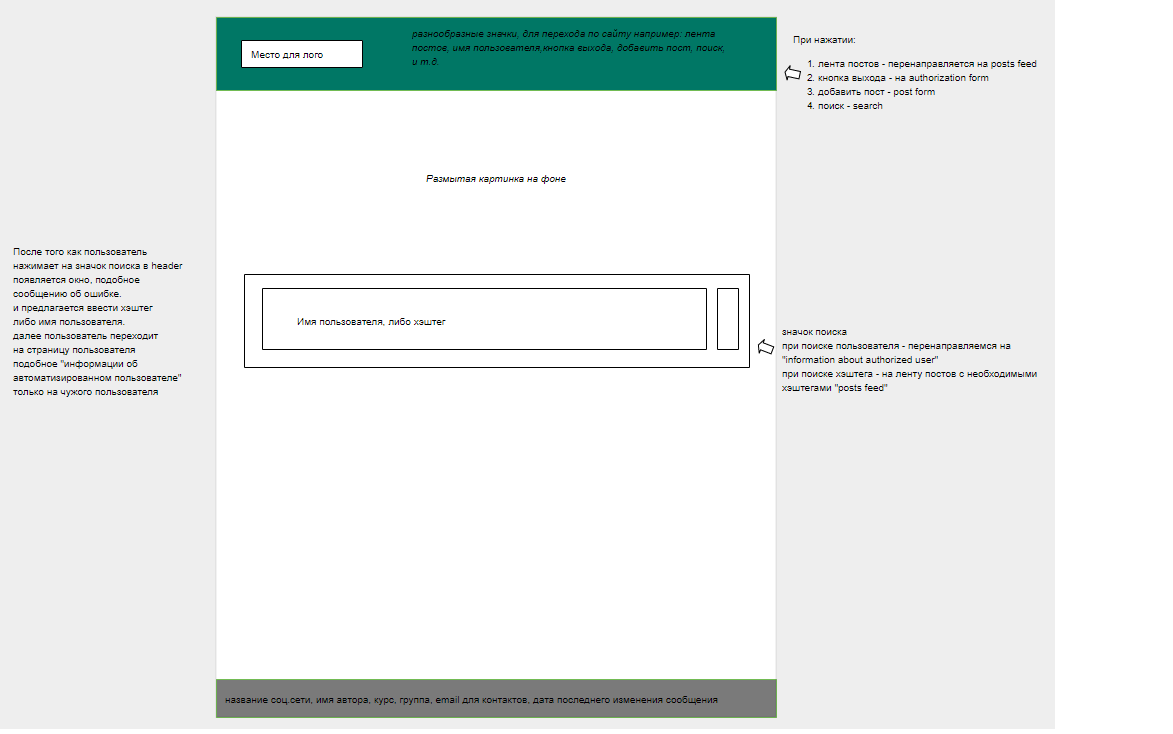 Место для лого
разнообразные значки, для перехода по сайту например: лента
постов, имя пользователя,кнопка выхода, добавить пост, поиск,
и т.д.
При нажатии:
1. лента постов - перенаправляется на posts feed
2. кнопка выхода - на authorization form
3. добавить пост - post form
4. поиск - search
Размытая картинка на фоне
После того как пользователь
нажимает на значок поиска в header
появляется окно, подобное
сообщению об ошибке.
и предлагается ввести хэштег
либо имя пользователя.
далее пользователь переходит
на страницу пользователя
подобное "информации об
автоматизированном пользователе"
только на чужого пользователя
Имя пользователя, либо хэштег
значок поиска
при поиске пользователя - перенаправляемся на
"information about authorized user"
при поиске хэштега - на ленту постов с необходимыми
хэштегами "posts feed"
название соц.сети, имя автора, курс, группа, email для контактов, дата последнего изменения сообщения